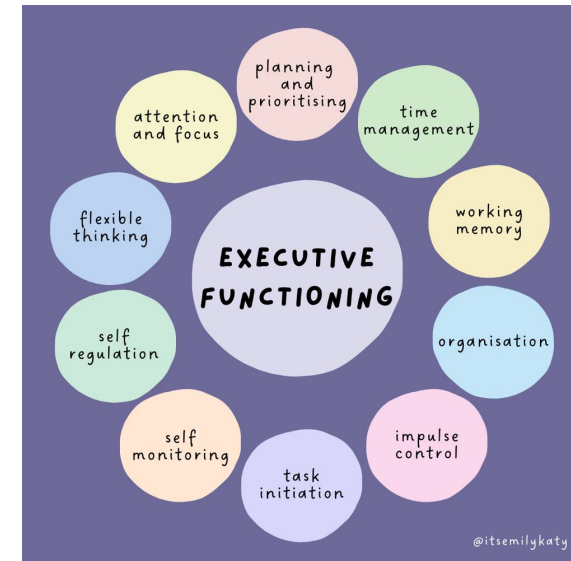 planning
and
prioritising
time
management
working
memory
organisation
impulse
control
task
initiation
self
monitoring
self
regulation
flexible
thinking
attention
and focus
EXECUTIVE
FUNCTIONING
@itsemilykaty